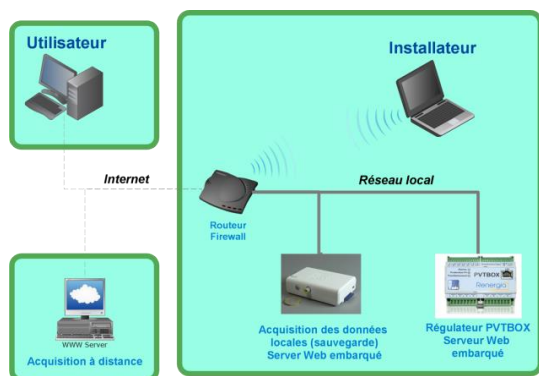 Utilisateur
Installateur
Internet
Réseau local
Routeur
Firewall
WWW Server
Acquisition à distance
Acquisition des données
locales (sauvegarde)
Server Web embarqué
PVTBOX
Renergia
Régulateur PVTBOX
Serveur Web
embarqué